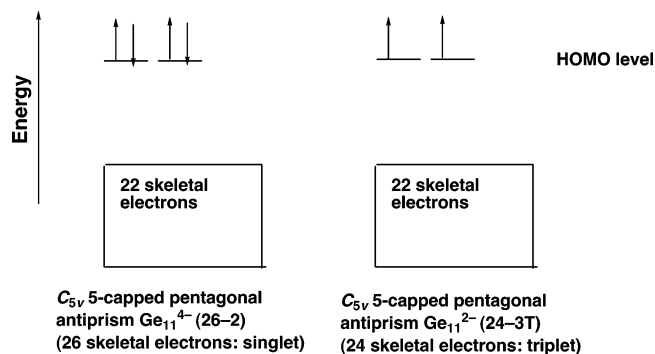 Energy
HOMO level
22 skeletal
electrons
22 skeletal
electrons
C5v 5-capped pentagonal
antiprism Ge11 4– (26–2)
(26 skeletal electrons: singlet)
C5v 5-capped pentagonal
antiprism Ge11 2– (24–3T)
(24 skeletal electrons: triplet)